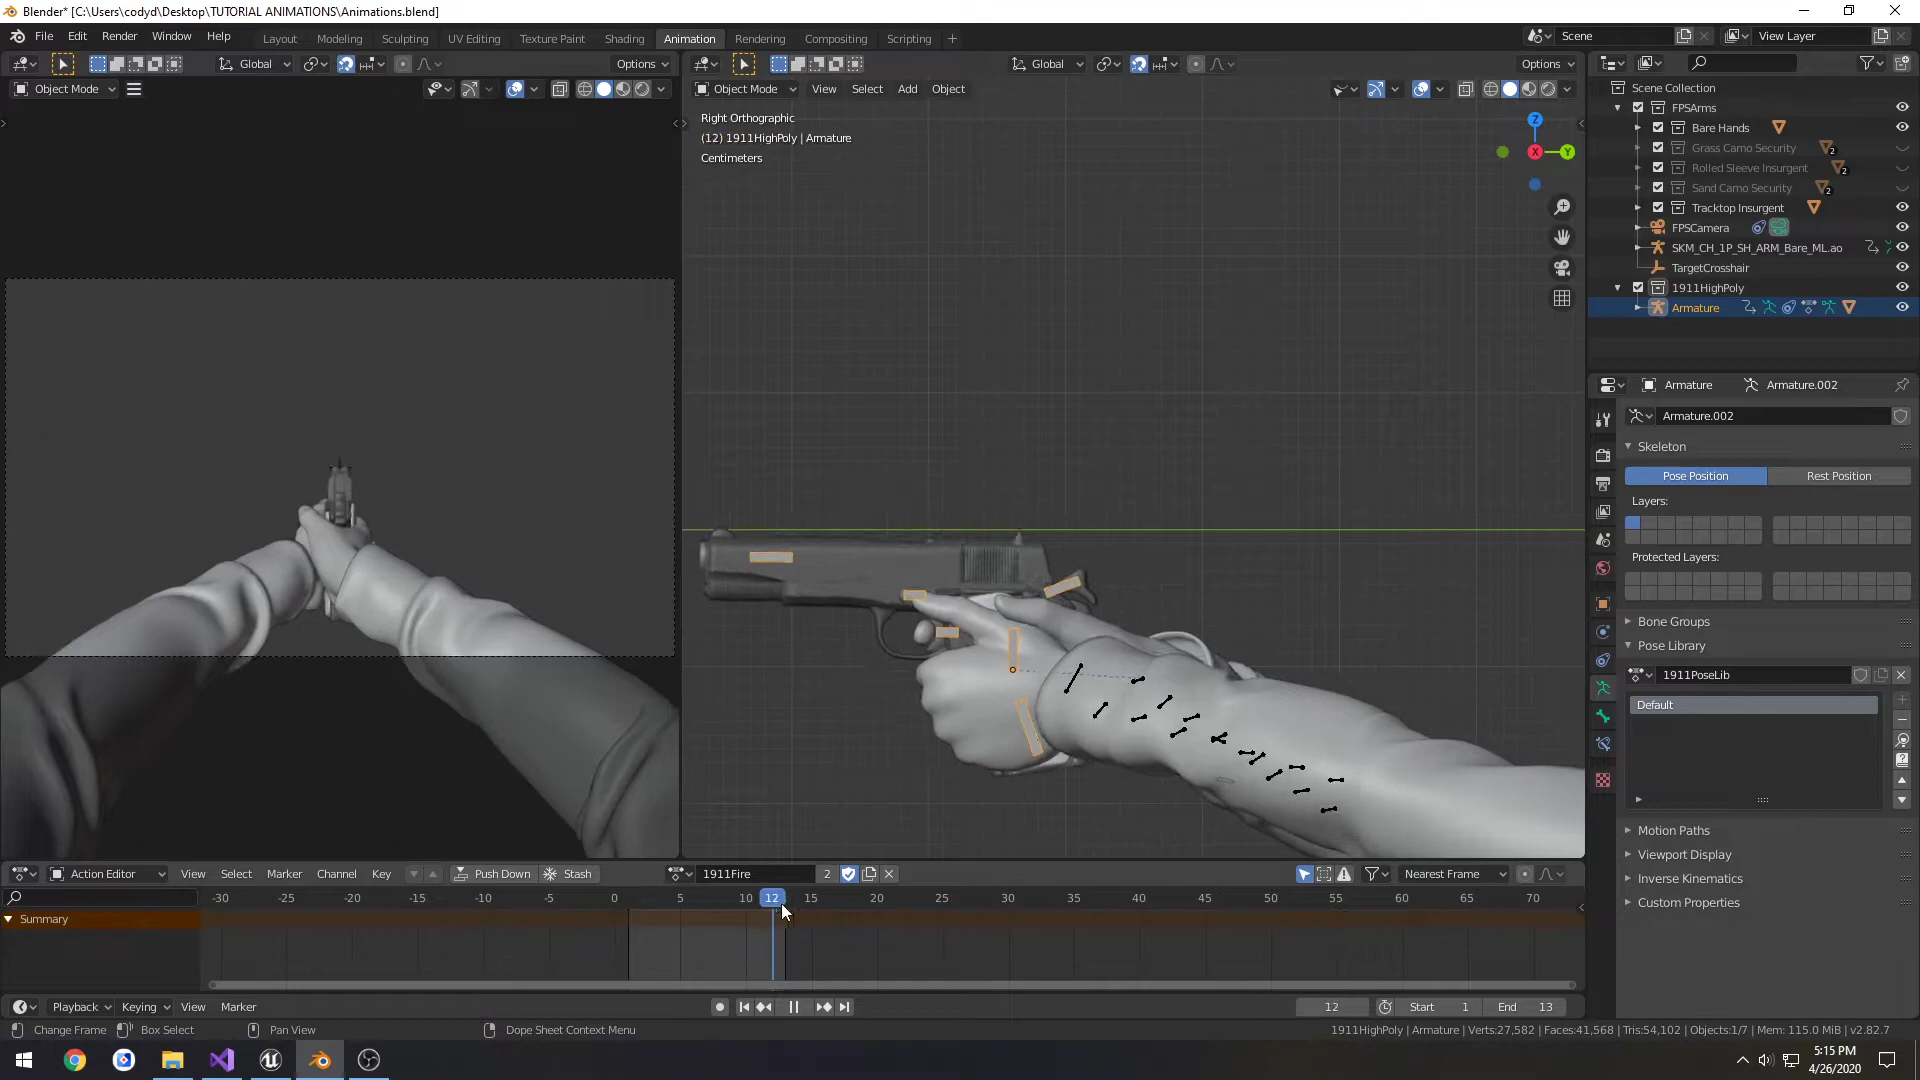 Blender* [C:\Users\codyd\Desktop\TUTORIAL ANIMATIONS\Animations.blend]
File Edit Render Window Help
Layout Modeling Sculpting UV Editing Texture Paint Shading Animation Rendering Compositing Scripting +
Scene
View Layer
Global
Options
Global
Options
Object Mode
Object Mode View Select Add Object
Right Orthographic
(12) 1911HighPoly | Armature
Centimeters
Z
X
Y
Scene Collection
FPSArms
Bare Hands
Grass Camo Security 2
Rolled Sleeve Insurgent 2
Sand Camo Security 2
Tracktop Insurgent
FPSCamera
SKM_CH_1P_SH_ARM_Bare_ML.ao
TargetCrosshair
1911HighPoly
Armature
Armature Armature.002
Armature.002
Skeleton
Pose Position Rest Position
Layers:
Protected Layers:
Bone Groups
Pose Library
1911PoseLib
Default
Motion Paths
Viewport Display
Inverse Kinematics
Custom Properties
Action Editor View Select Marker Channel Key Push Down Stash 1911Fire 2 Nearest Frame
-30 -25 -20 -15 -10 -5 0 5 10 12 15 20 25 30 35 40 45 50 55 60 65 70
Summary
Playback Keying View Marker 12 Start 1 End 13
Change Frame Box Select Pan View Dope Sheet Context Menu 1911HighPoly | Armature | Verts:27,582 | Faces:41,568 | Tris:54,102 | Objects:1/7 | Mem: 115.0 MiB | v2.82.7
5:15 PM
4/26/2020